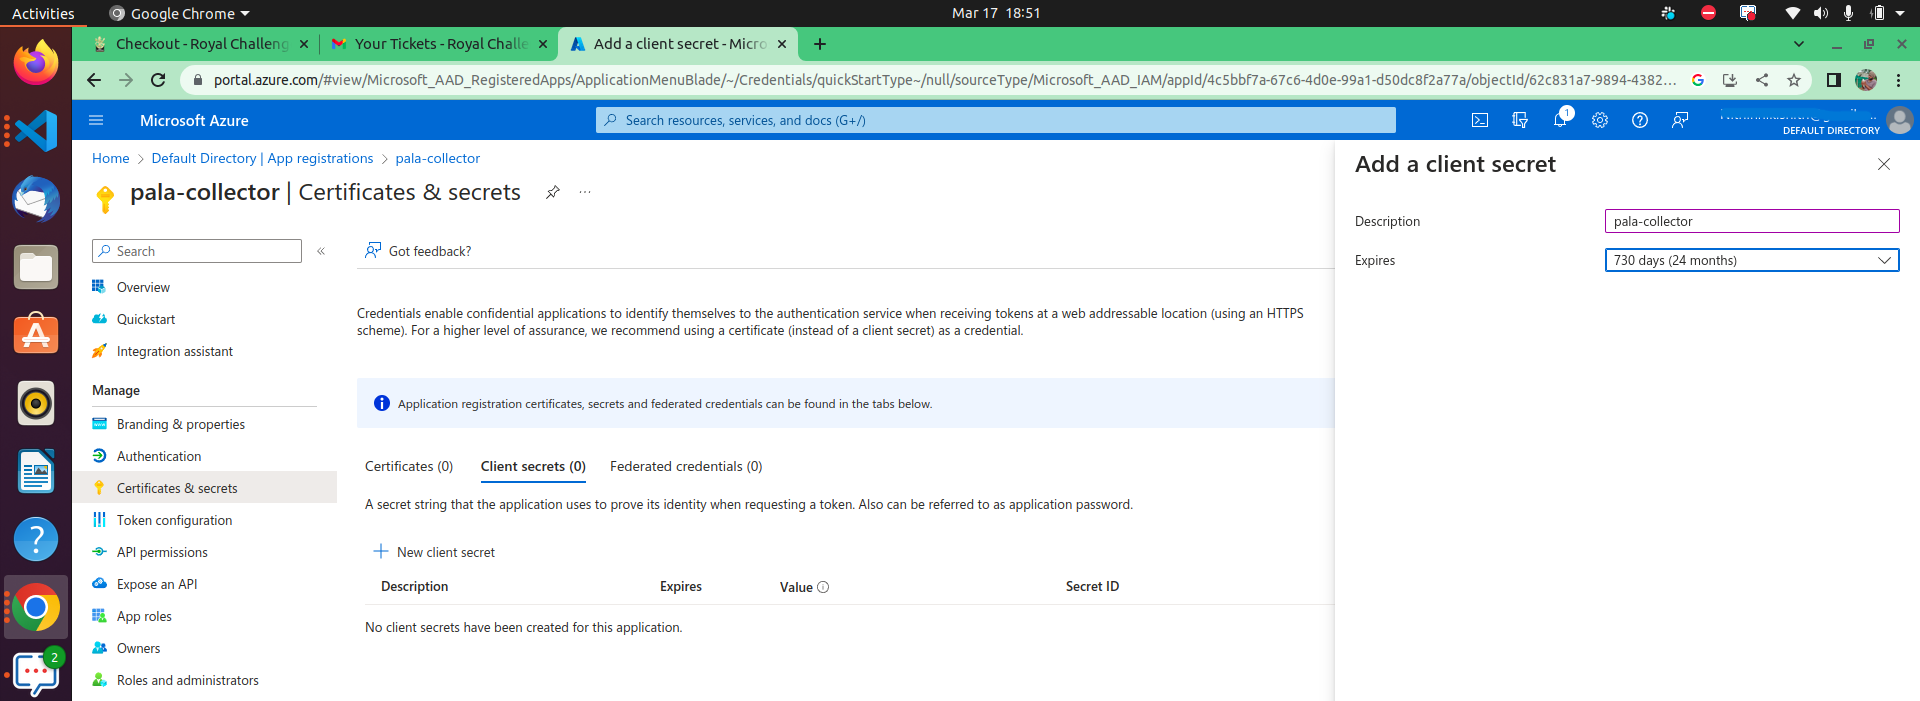 Activities
Google Chrome
Mar 17 18:51
Checkout - Royal Challeng
Your Tickets - Royal Challe
Add a client secret - Micro
portal.azure.com/#view/Microsoft_AAD_RegisteredApps/ApplicationMenuBlade/~/Credentials/quickStartType~/null/sourceType/Microsoft_AAD_IAM/appId/4c5bbf7a-67c6-4d0e-99a1-d50dc8f2a77a/objectId/62c831a7-9894-4382...
Microsoft Azure
Search resources, services, and docs (G+/)
1
DEFAULT DIRECTORY
Home > Default Directory | App registrations > pala-collector
pala-collector | Certificates & secrets
...
Search
«
Overview
Quickstart
Integration assistant
Manage
Branding & properties
Authentication
Certificates & secrets
Token configuration
API permissions
Expose an API
App roles
Owners
Roles and administrators
Got feedback?
Credentials enable confidential applications to identify themselves to the authentication service when receiving tokens at a web addressable location (using an HTTPS
scheme). For a higher level of assurance, we recommend using a certificate (instead of a client secret) as a credential.
Application registration certificates, secrets and federated credentials can be found in the tabs below.
Certificates (0) Client secrets (0) Federated credentials (0)
A secret string that the application uses to prove its identity when requesting a token. Also can be referred to as application password.
New client secret
Description Expires Value Secret ID
No client secrets have been created for this application.
Add a client secret
Description pala-collector
Expires 730 days (24 months)
2